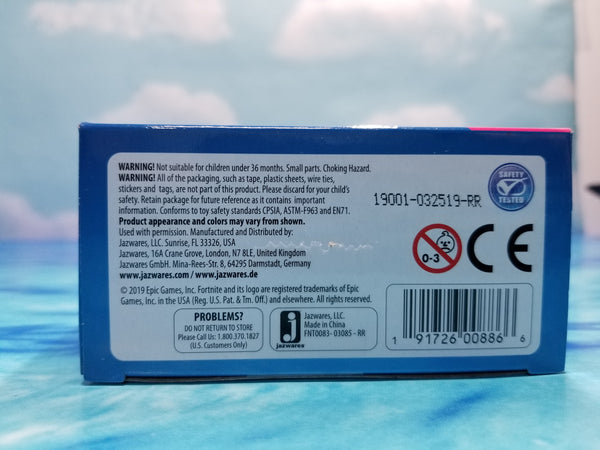 WARNING! Not suitable for children under 36 months. Small parts. Choking Hazard.
WARNING! All of the packaging, such as tape, plastic sheets, wire ties,
stickers and tags, are not part of this product. Please discard for your child's
safety. Retain package for future reference as it contains important
information. Conforms to toy safety standards CPSIA, ASTM-F963 and EN71.
Product appearance and colors may vary from shown.
Used with permission. Manufactured and Distributed by:
Jazwares, LLC. Sunrise, FL 33326, USA
Jazwares, 16A Crane Grove, London, N7 8LE, United Kingdom
Jazwares GmbH. Mina-Rees-Str. 8, 64295 Darmstadt, Germany
www.jazwares.com / www.jazwares.de
© 2019 Epic Games, Inc. Fortnite and its logo are registered trademarks of Epic
Games, Inc. in the USA (Reg. U.S. Pat. & Tm. Off.) and elsewhere. All rights reserved.
PROBLEMS?
DO NOT RETURN TO STORE
Please Call Us: 1.800.370.1827
(U.S. Customers Only)
j
jazwares
Jazwares, LLC.
Made in China
FNT0083- 03085 - RR
19001-032519-RR
SAFETY
TESTED
0-3
CE
1 91726 00886 6